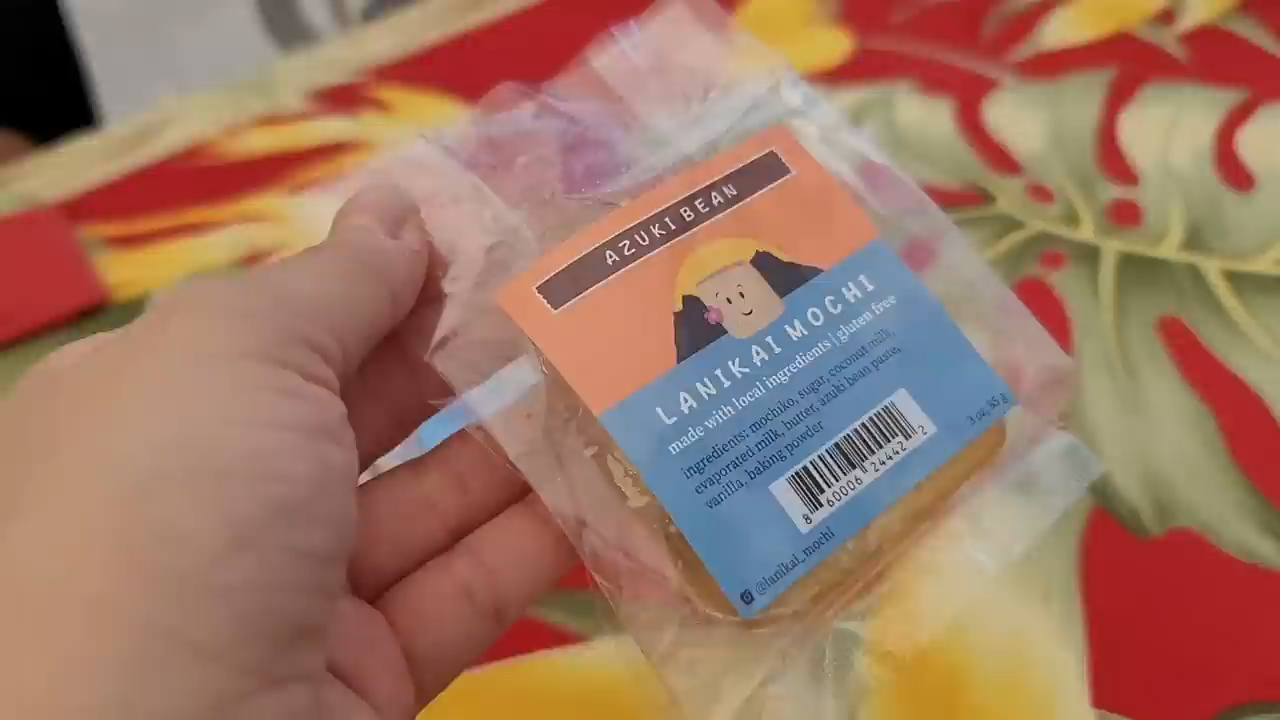 AZUKI BEAN
LANIKAI MOCHI
made with local ingredients | gluten free
ingredients: mochiko, sugar, coconut milk,
evaporated milk, butter, azuki bean paste,
vanilla, baking powder
8 60006 24442 2
3 oz, 85 g
@lanikai_mochi